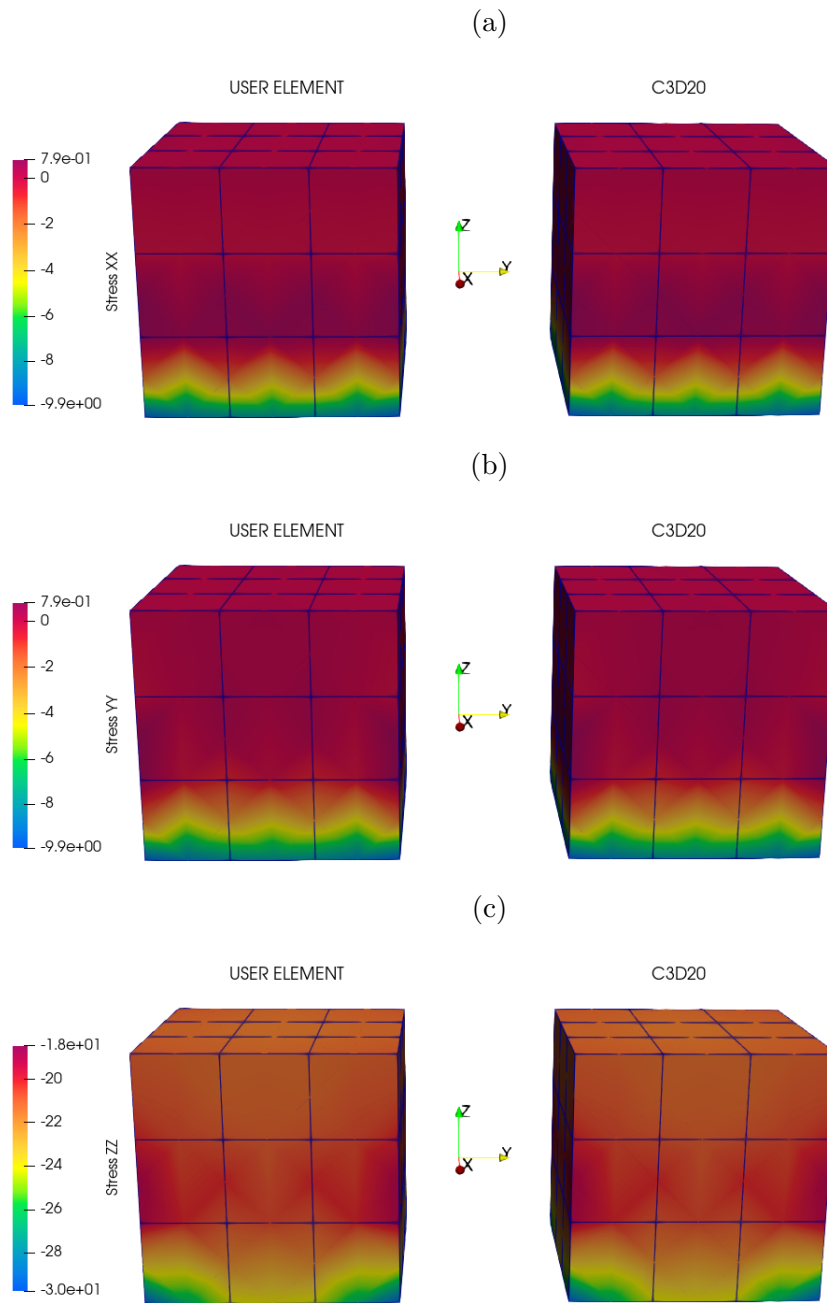 (a)
USER ELEMENT C3D20
7.9e-01
0
-2
-4
-6
-8
-9.9e+00
Stress XX
Z
Y
X
(b)
USER ELEMENT C3D20
7.9e-01
0
-2
-4
-6
-8
-9.9e+00
Stress YY
Z
Y
X
(c)
USER ELEMENT C3D20
-1.8e+01
-20
-22
-24
-26
-28
-3.0e+01
Stress ZZ
Z
Y
X